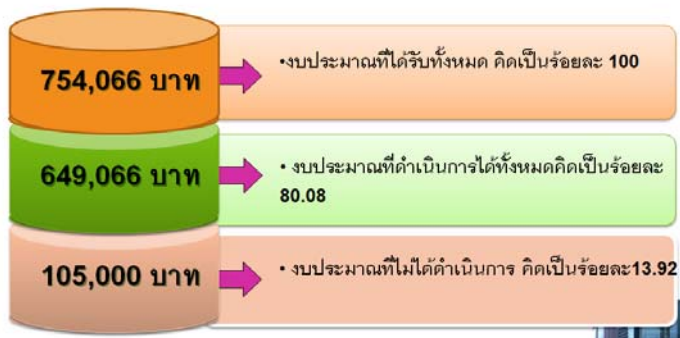 754,066 บาท
•งบประมาณที่ได้รับทั้งหมด คิดเป็นร้อยละ 100
649,066 บาท
• งบประมาณที่ดำเนินการได้ทั้งหมดคิดเป็นร้อยละ
80.08
105,000 บาท
• งบประมาณที่ไม่ได้ดำเนินการ คิดเป็นร้อยละ13.92